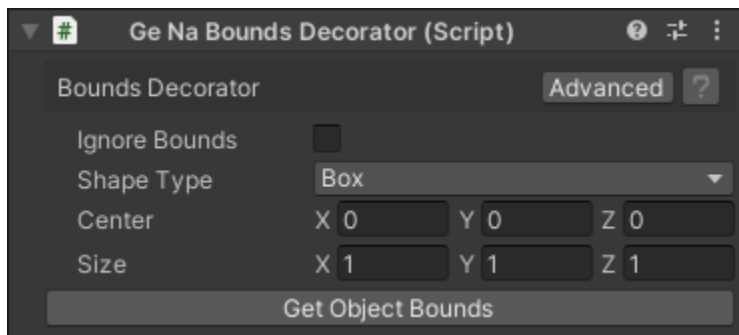 # Ge Na Bounds Decorator (Script) ?
Bounds Decorator Advanced ?
Ignore Bounds
Shape Type Box
Center X 0 Y 0 Z 0
Size X 1 Y 1 Z 1
Get Object Bounds